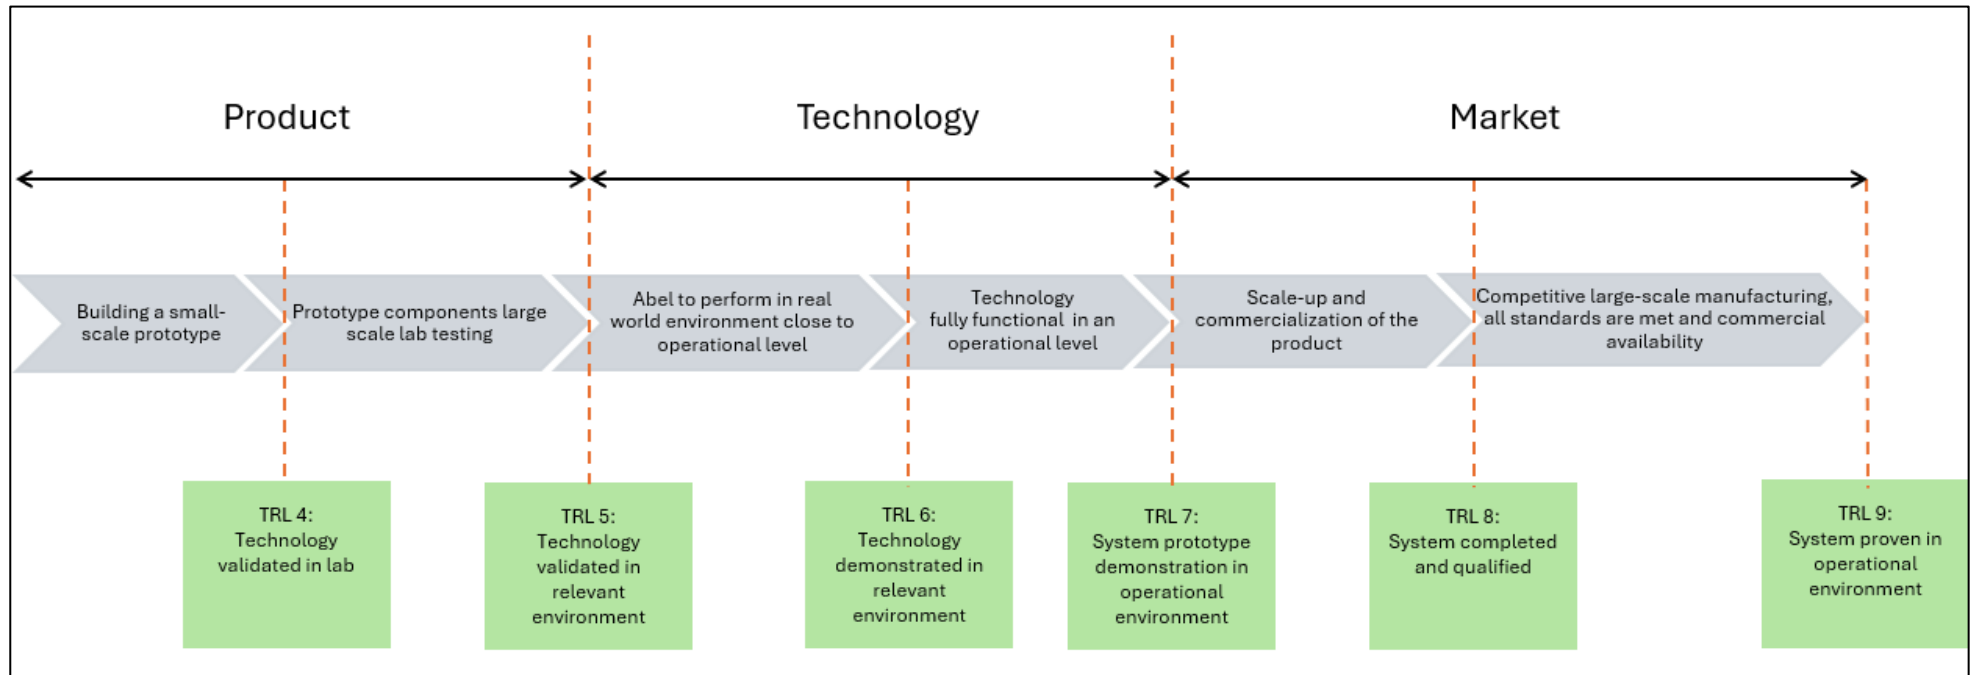 Product
Technology
Market
Building a small-
scale prototype
Prototype components large
scale lab testing
Abel to perform in real
world environment close to
operational level
Technology
fully functional in an
operational level
Scale-up and
commercialization of the
product
Competitive large-scale manufacturing,
all standards are met and commercial
availability
TRL 4:
Technology
validated in lab
TRL 5:
Technology
validated in
relevant
environment
TRL 6:
Technology
demonstrated in
relevant
environment
TRL 7:
System prototype
demonstration in
operational
environment
TRL 8:
System completed
and qualified
TRL 9:
System proven in
operational
environment